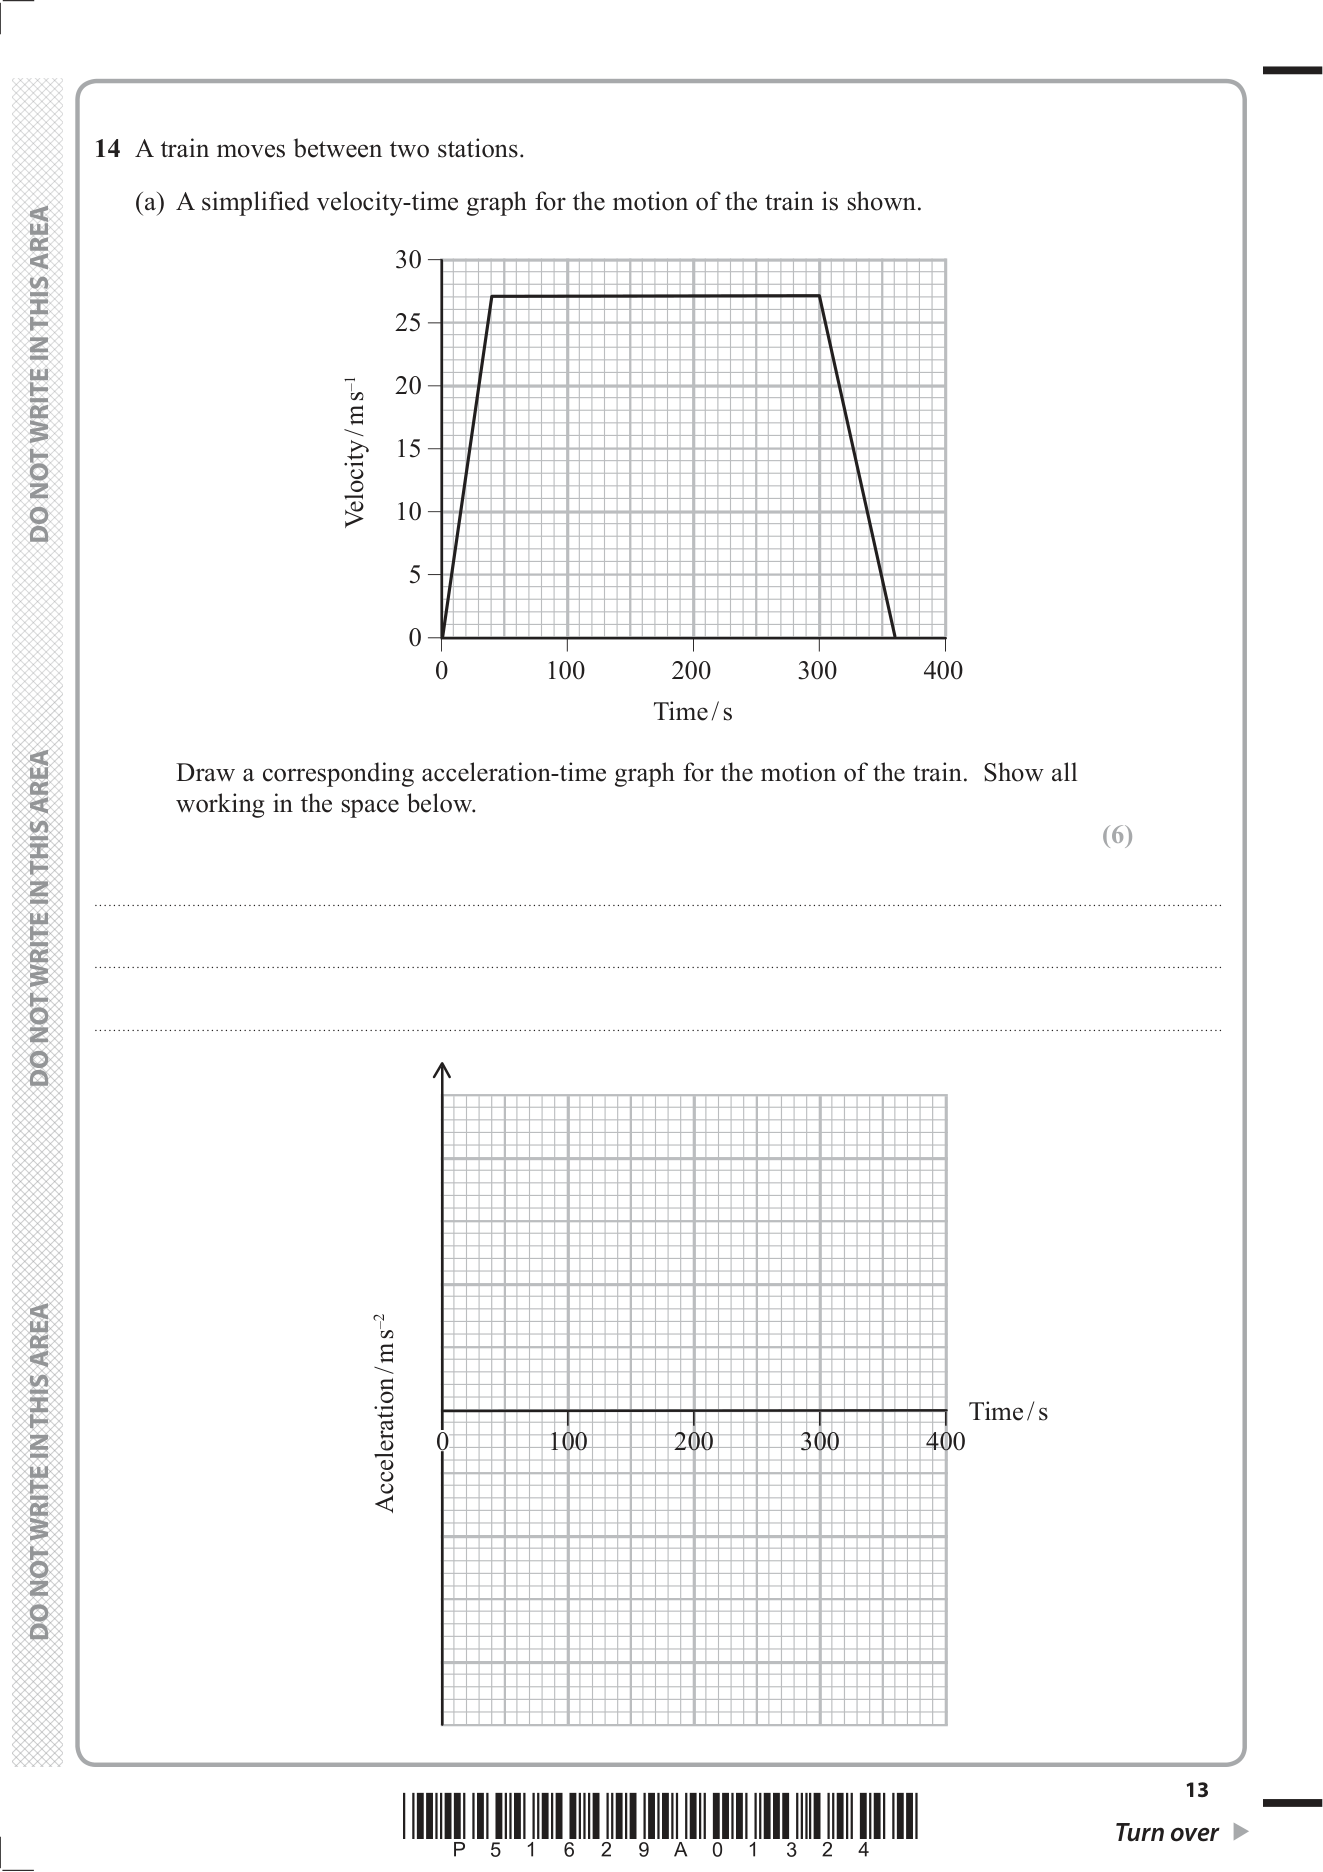 DO NOT WRITE IN THIS AREA
DO NOT WRITE IN THIS AREA
DO NOT WRITE IN THIS AREA
14 A train moves between two stations.
(a) A simplified velocity-time graph for the motion of the train is shown.
30
25
20
15
10
5
0
Velocity / m s⁻¹
0 100 200 300 400
Time / s
Draw a corresponding acceleration-time graph for the motion of the train. Show all
working in the space below.
(6)
Acceleration / m s⁻²
Time / s
0 100 200 300 400
13
Turn over
P 5 1 6 2 9 A 0 1 3 2 4